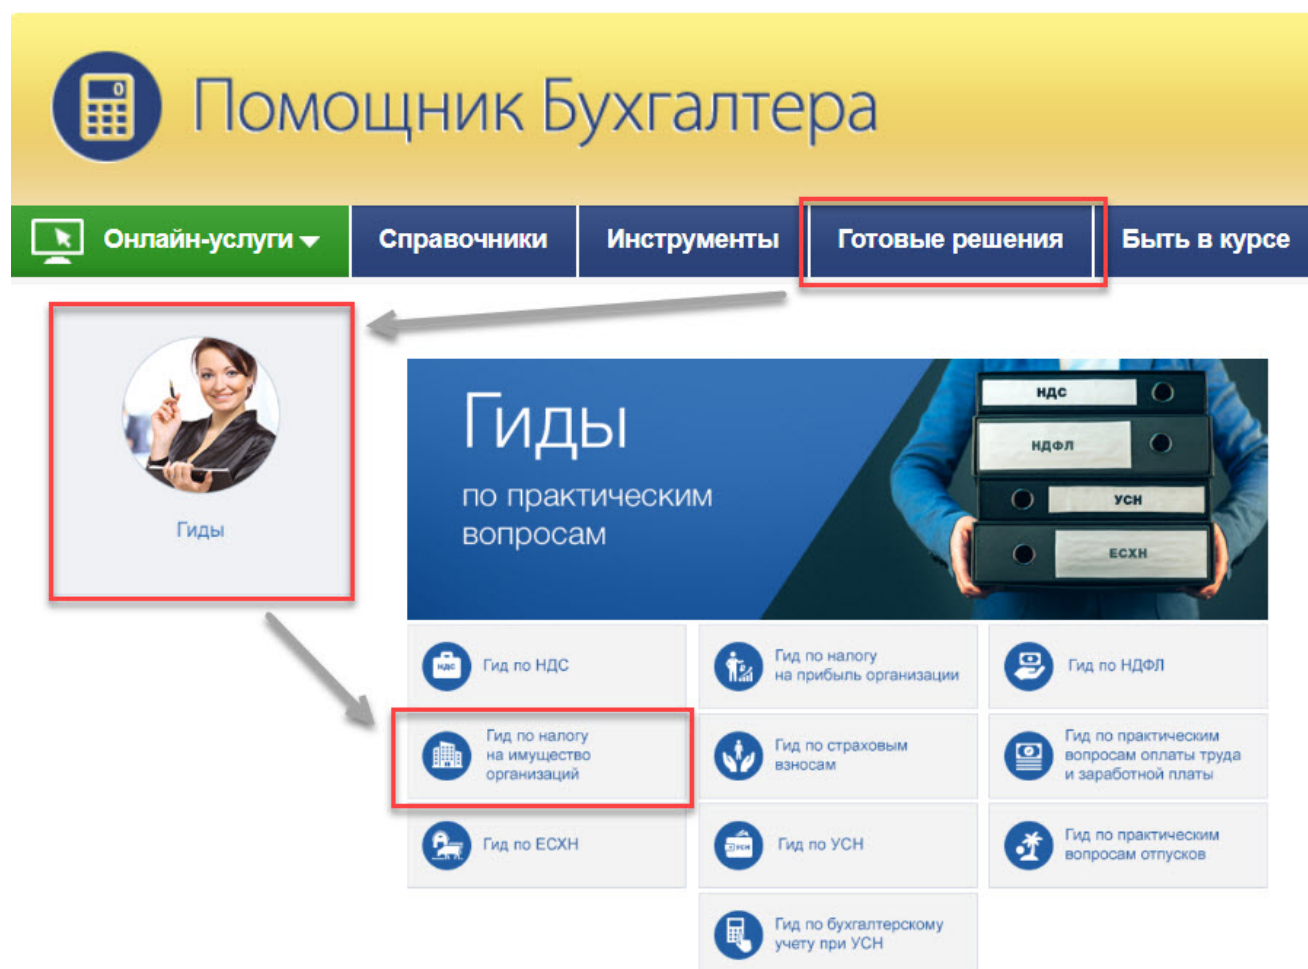 0
Помощник Бухгалтера
Онлайн-услуги
Справочники
Инструменты
Готовые решения
Быть в курсе
Гиды
Гиды
по практическим
вопросам
НДС
НДФЛ
УСН
ЕСХН
НДС
Гид по НДС
Гид по налогу
на прибыль организации
Гид по НДФЛ
Гид по налогу
на имущество
организаций
Гид по страховым
взносам
Гид по практическим
вопросам оплаты труда
и заработной платы
Гид по ЕСХН
УСН
Гид по УСН
Гид по практическим
вопросам отпусков
Гид по бухгалтерскому
учету при УСН